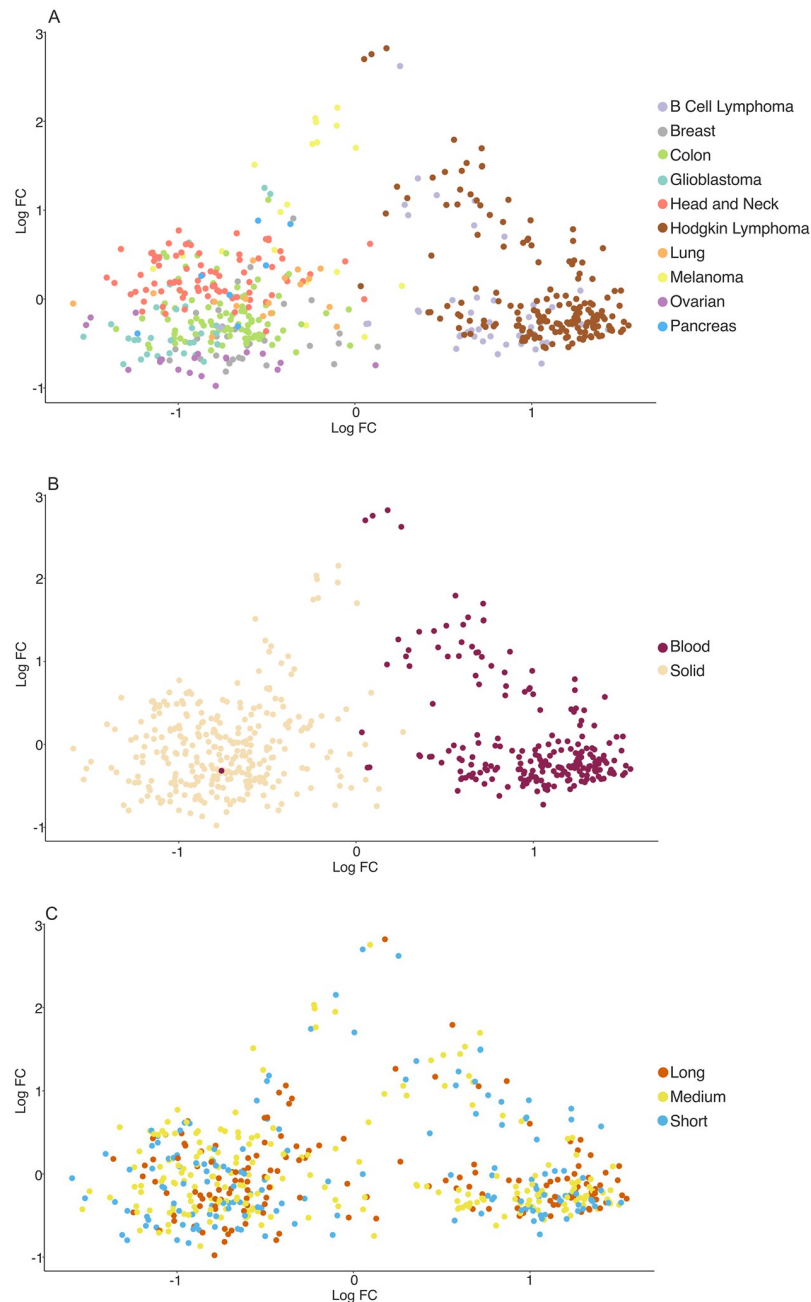 A
3
2
1
0
-1
Log FC
-1
0
1
Log FC
B Cell Lymphoma
Breast
Colon
Glioblastoma
Head and Neck
Hodgkin Lymphoma
Lung
Melanoma
Ovarian
Pancreas
B
3
2
1
0
-1
Log FC
-1
0
1
Log FC
Blood
Solid
C
3
2
1
0
-1
Log FC
-1
0
1
Log FC
Long
Medium
Short